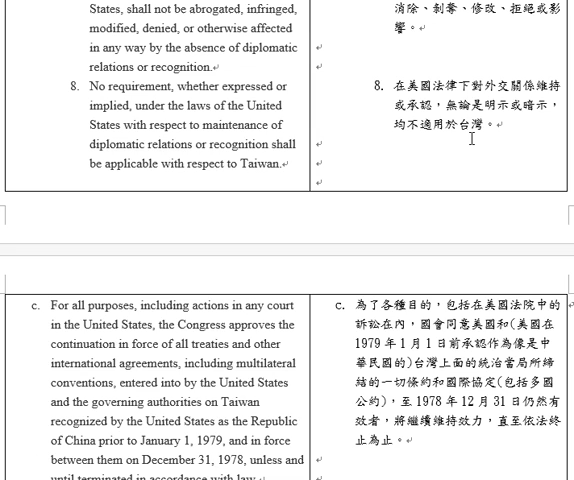 States, shall not be abrogated, infringed,
modified, denied, or otherwise affected
in any way by the absence of diplomatic
relations or recognition.
8. No requirement, whether expressed or
implied, under the laws of the United
States with respect to maintenance of
diplomatic relations or recognition shall
be applicable with respect to Taiwan.
消除、剝奪、修改、拒絕或影
響。
8. 在美國法律下對外交關係維持
或承認，無論是明示或暗示，
均不適用於台灣。
c. For all purposes, including actions in any court
in the United States, the Congress approves the
continuation in force of all treaties and other
international agreements, including multilateral
conventions, entered into by the United States
and the governing authorities on Taiwan
recognized by the United States as the Republic
of China prior to January 1, 1979, and in force
between them on December 31, 1978, unless and
until terminated in accordance with law.
c. 為了各種目的，包括在美國法院中的
訴訟在內，國會同意美國和(美國在
1979 年 1 月 1 日前承認作為像是中
華民國的)台灣上面的統治當局所締
結的一切條約和國際協定(包括多國
公約)，至 1978 年 12 月 31 日仍然有
效者，將繼續維持效力，直至依法終
止為止。